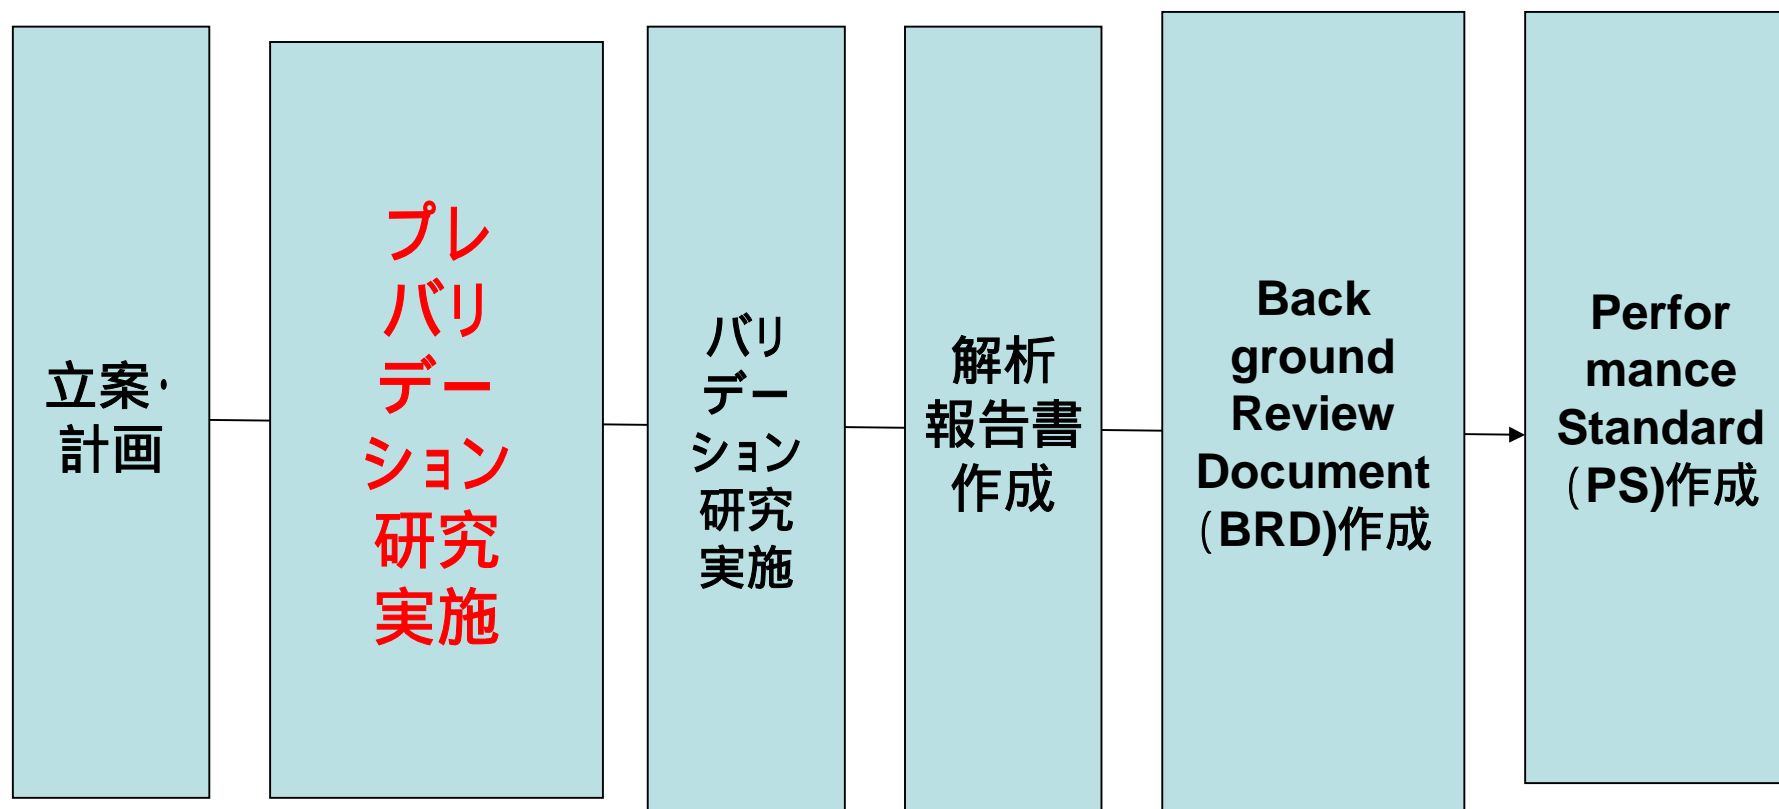 立案・
計画
プレ
バリ
デー
ション
研究
実施
バリ
デー
ション
研究
実施
解析
報告書
作成
Back
ground
Review
Document
(BRD)作成
Perfor
mance
Standard
(PS)作成